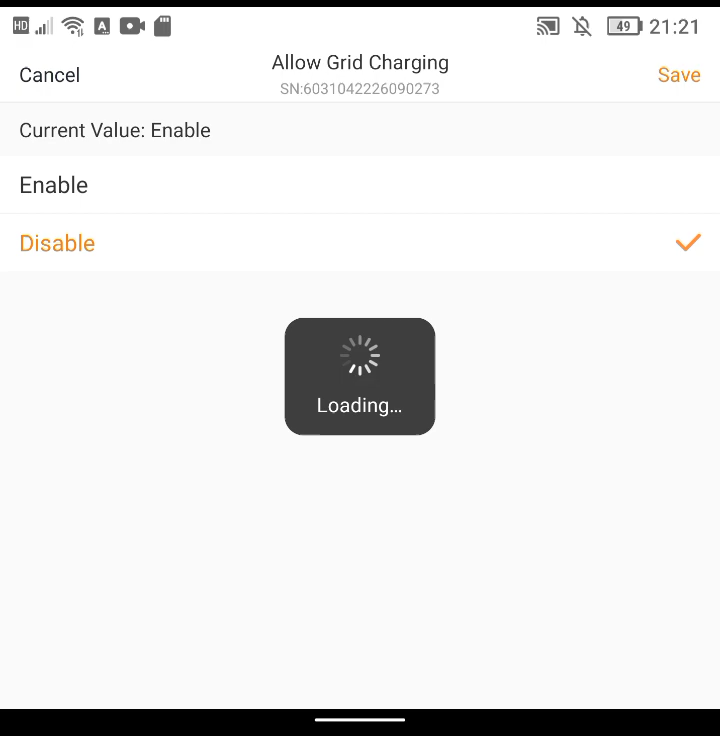 HD A 49 21:21
Cancel
Allow Grid Charging
Save
SN:6031042226090273
Current Value: Enable
Enable
Disable
Loading...